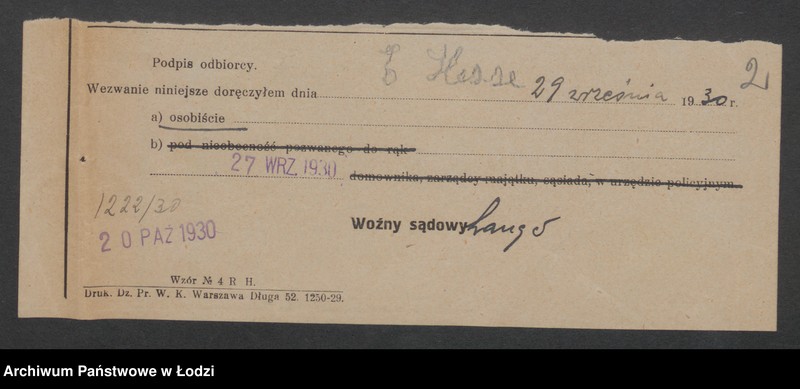 2
Podpis odbiorcy. E Hesse
Wezwanie niniejsze doręczyłem dnia 29 września 1930 r.
a) osobiście
b) pod nieobecność pozwanego do rąk
27 WRZ. 1930 domownika, zarządcy majątku, sąsiada, w urzędzie policyjnym
1222/30
20 PAŹ 1930
Woźny sądowy
Wzór № 4 R H.
Druk. Dz. Pr. W. K. Warszawa Długa 52. 1250-29.
Archiwum Państwowe w Łodzi